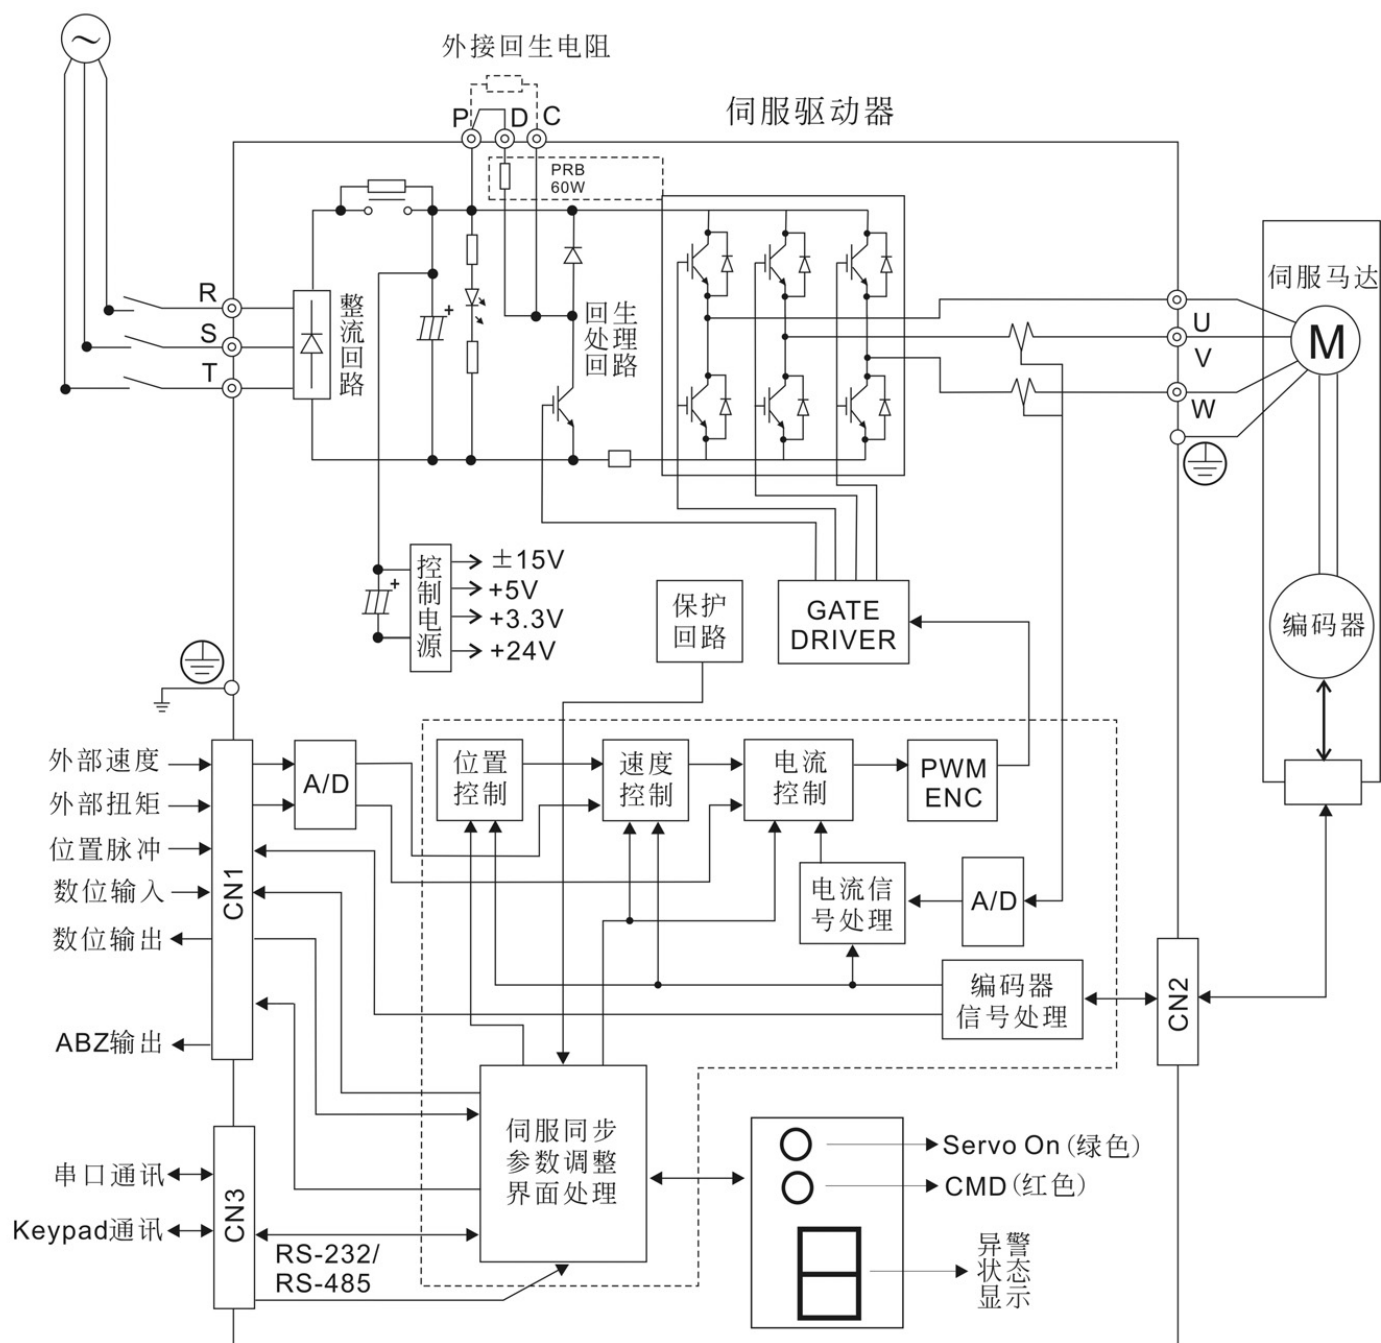 外接回生电阻
P D C
伺服驱动器
PRB
60W
R
S
T
整流回路
+
回生
处理
回路
伺服马达
U
V
W
M
控制电源
+
±15V
+5V
+3.3V
+24V
保护
回路
GATE
DRIVER
编码器
外部速度
外部扭矩
位置脉冲
数位输入
数位输出
ABZ输出
CN1
A/D
位置
控制
速度
控制
电流
控制
PWM
ENC
电流信
号处理
A/D
编码器
信号处理
CN2
伺服同步
参数调整
界面处理
串口通讯
Keypad通讯
CN3
RS-232/
RS-485
Servo On (绿色)
CMD (红色)
异警
状态
显示